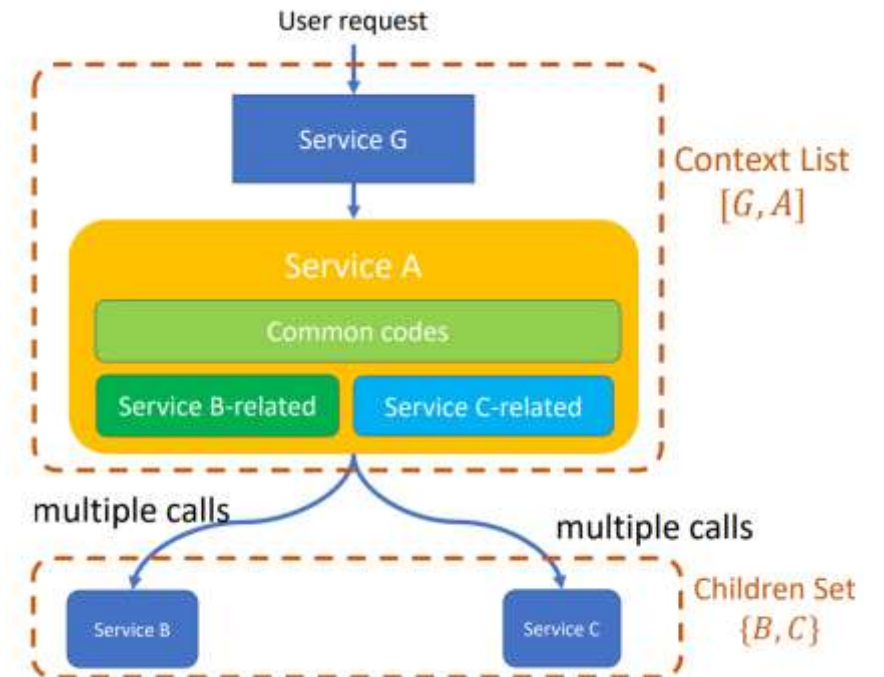 User request
Service G
Context List
[G, A]
Service A
Common codes
Service B-related
Service C-related
multiple calls
multiple calls
Service B
Service C
Children Set
{B, C}